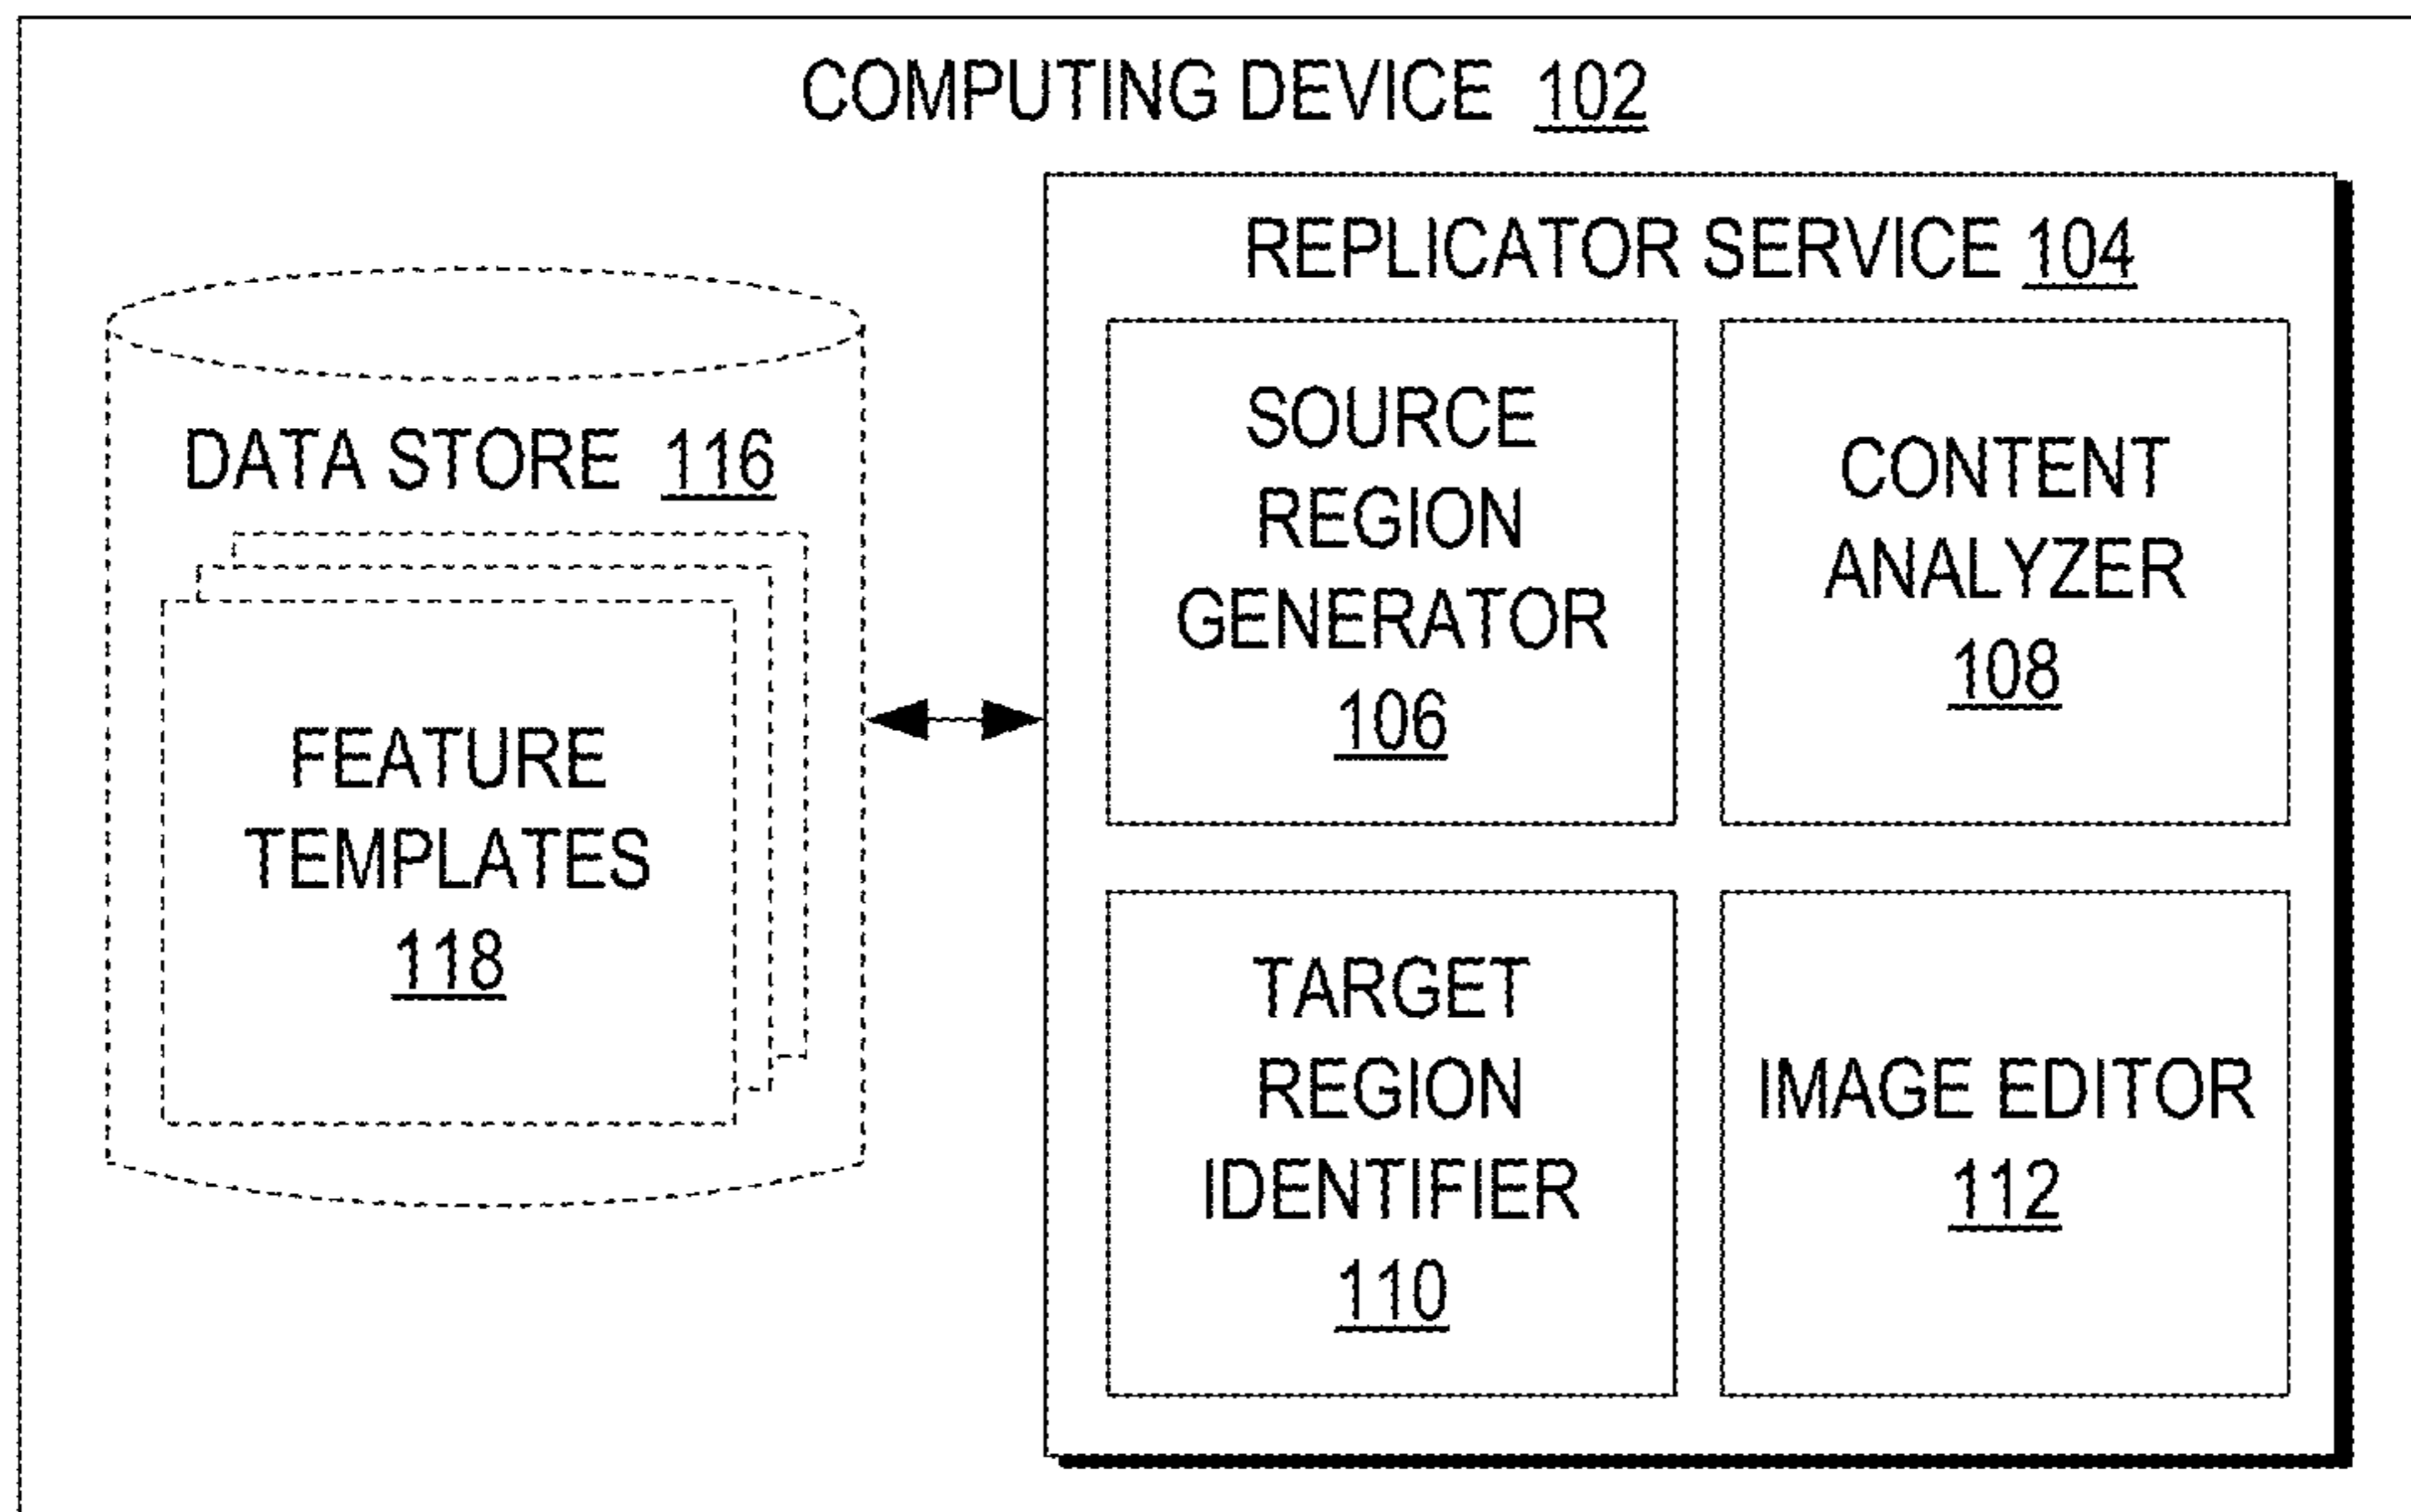 COMPUTING DEVICE 102
DATA STORE 116
FEATURE
TEMPLATES
118
REPLICATOR SERVICE 104
SOURCE
REGION
GENERATOR
106
CONTENT
ANALYZER
108
TARGET
REGION
IDENTIFIER
110
IMAGE EDITOR
112